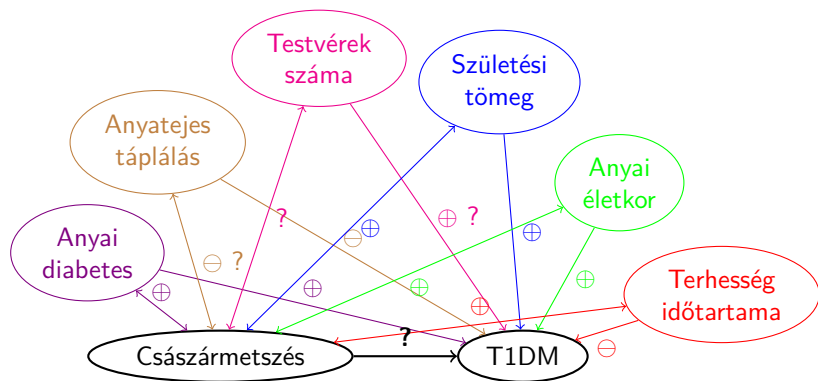 Testvérek
száma
Születési
tömeg
Anyatejes
táplálás
Anyai
életkor
Anyai
diabetes
Terhesség
időtartama
?
⊕ ?
⊕
⊖
⊕
⊖ ?
⊕
⊕
⊕
⊕
⊕
?
⊖
Császármetszés
T1DM